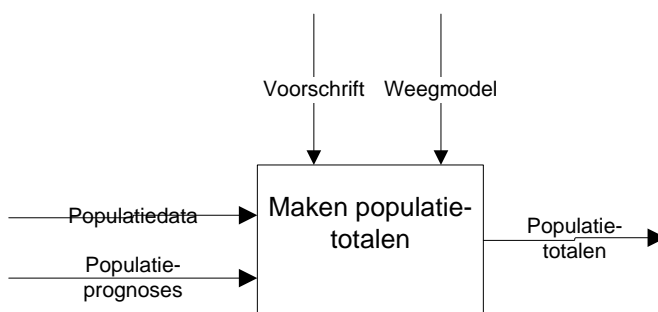 Voorschrift Weegmodel
Populatiedata
Maken populatie-
totalen
Populatie-
totalen
Populatie-
prognoses